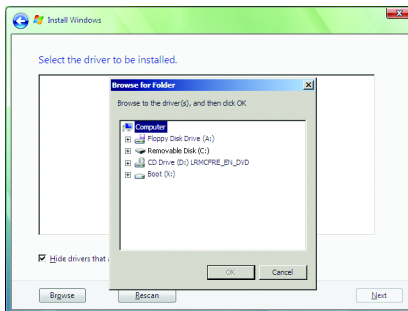 Install Windows
Select the driver to be installed.
Browse for Folder
Browse to the driver(s), and then click OK
Computer
Floppy Disk Drive (A:)
Removable Disk (C:)
CD Drive (D:) LRMCFRE_EN_DVD
Boot (X:)
OK
Cancel
Hide drivers that
Browse
Rescan
Next